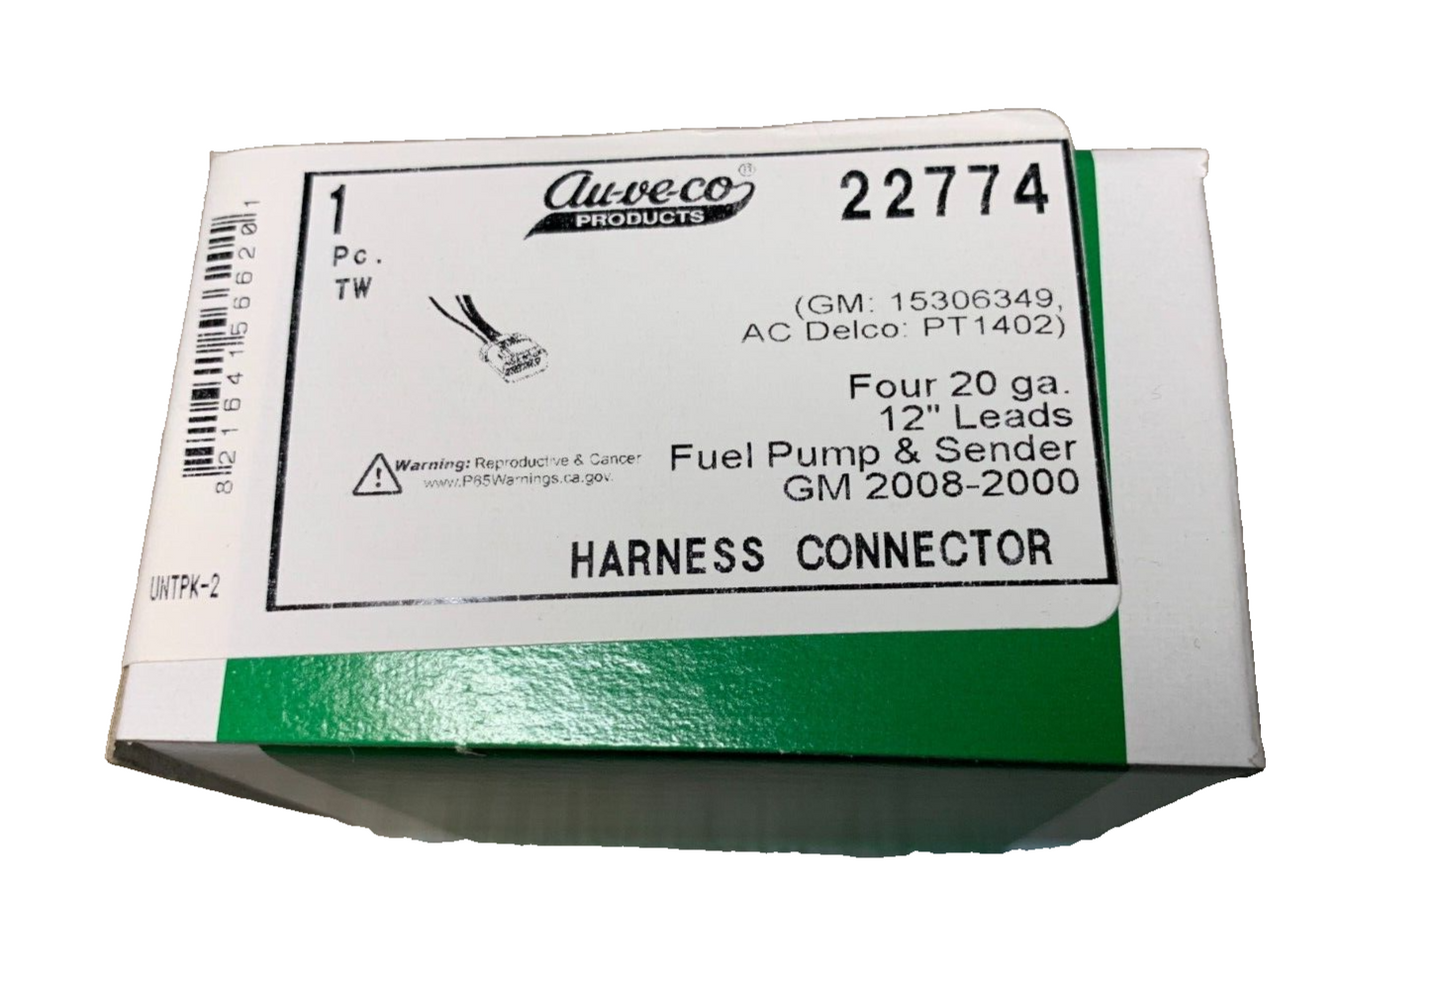 1
Pc.
TW
au-ve-co®
PRODUCTS
22774
(GM: 15306349,
AC Delco: PT1402)
Four 20 ga.
12" Leads
Fuel Pump & Sender
GM 2008-2000
Warning: Reproductive & Cancer
www.P65Warnings.ca.gov.
HARNESS CONNECTOR
8 21641 56620 1
UNTPK-2